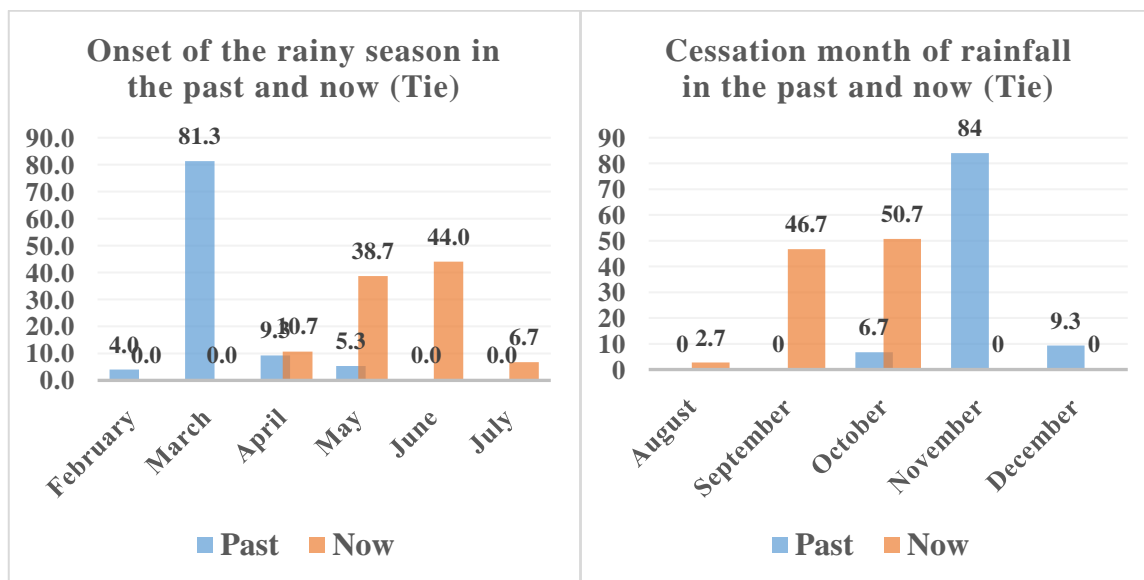 Onset of the rainy season in
the past and now (Tie)
90.0
80.0
70.0
60.0
50.0
40.0
30.0
20.0
10.0
0.0
4.0
0.0
81.3
0.0
9.3
10.7
5.3
38.7
0.0
44.0
0.0
6.7
February
March
April
May
June
July
Past
Now
Cessation month of rainfall
in the past and now (Tie)
90
80
70
60
50
40
30
20
10
0
0
2.7
0
46.7
6.7
50.7
84
0
9.3
0
August
September
October
November
December
Past
Now